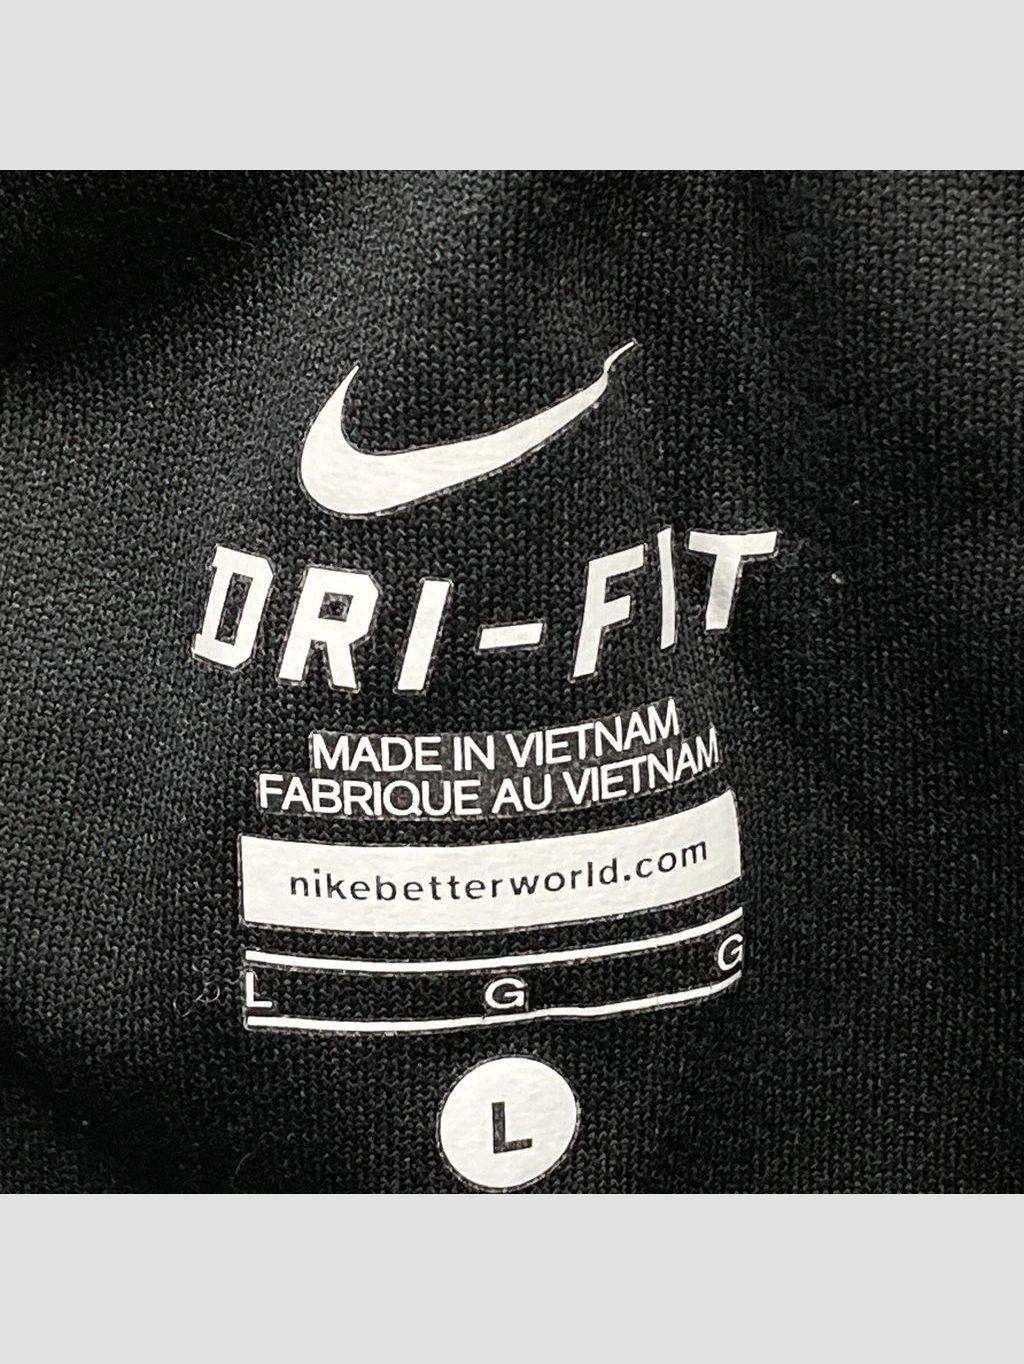 DRI-FIT
MADE IN VIETNAM
FABRIQUE AU VIETNAM
nikebetterworld.com
L G G
L